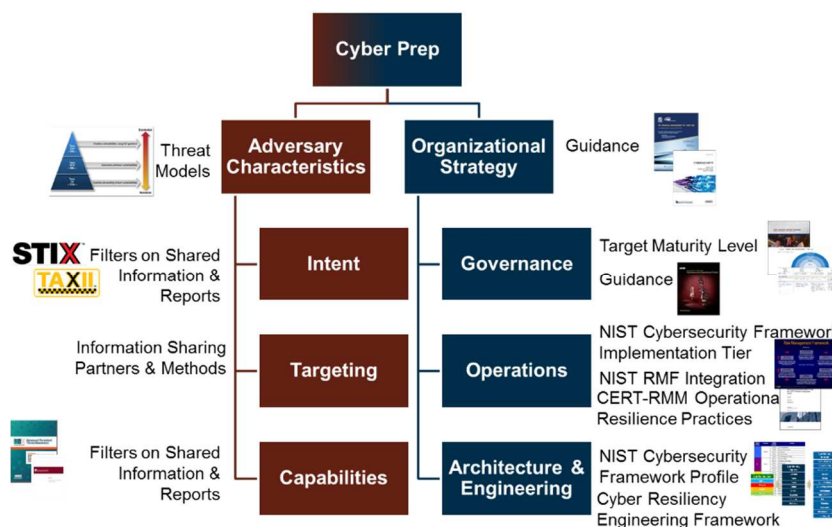 Cyber Prep
Adversary
Characteristics
Organizational
Strategy
Threat
Models
Guidance
STIX
TAXII
Filters on Shared
Information &
Reports
Intent
Governance
Target Maturity Level
Guidance
Information Sharing
Partners & Methods
Targeting
Operations
NIST Cybersecurity Framework
Implementation Tier
NIST RMF Integration
CERT-RMM Operationa
Resilience Practices
Filters on Shared
Information &
Reports
Capabilities
Architecture &
Engineering
NIST Cybersecurity
Framework Profile
Cyber Resiliency
Engineering Framework